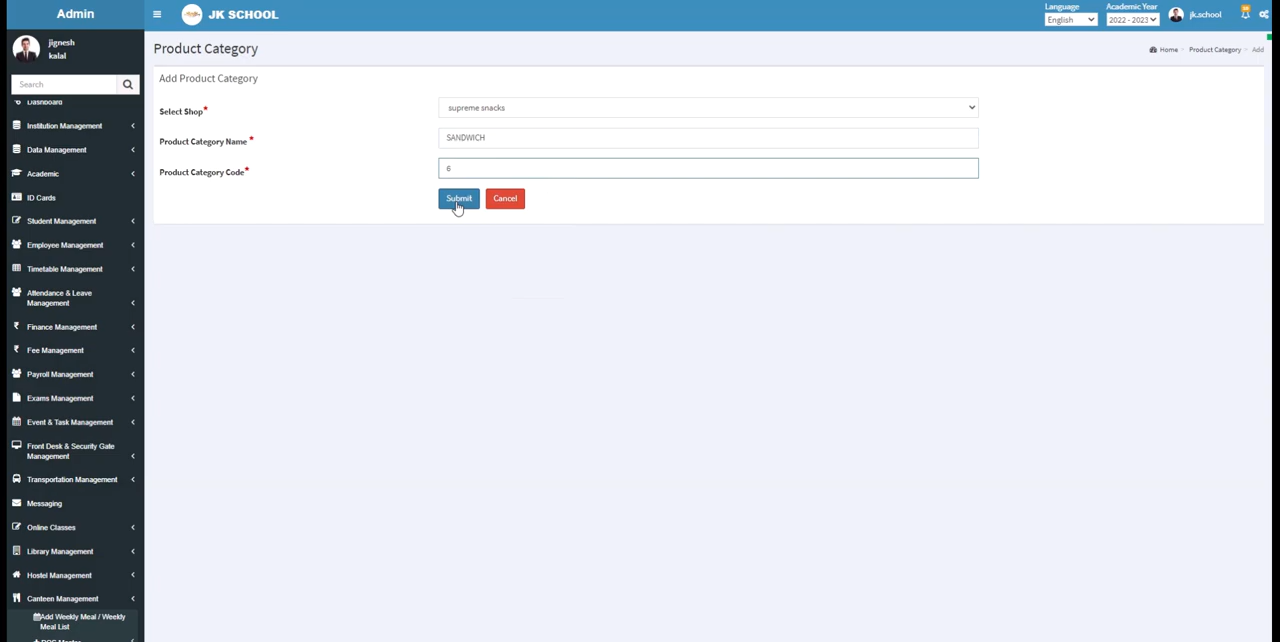 Admin
JK SCHOOL
Language
English
Academic Year
2022 - 2023
jk.school
jignesh
kalal
Search
Dashboard
Institution Management
Data Management
Academic
ID Cards
Student Management
Employee Management
Timetable Management
Attendance & Leave
Management
Finance Management
Fee Management
Payroll Management
Exams Management
Event & Task Management
Front Desk & Security Gate
Management
Transportation Management
Messaging
Online Classes
Library Management
Hostel Management
Canteen Management
Add Weekly Meal / Weekly
Meal List
POS Master
Product Category
Home
Product Category
Add
Add Product Category
Select Shop*
supreme snacks
Product Category Name *
SANDWICH
Product Category Code*
6
Submit
Cancel